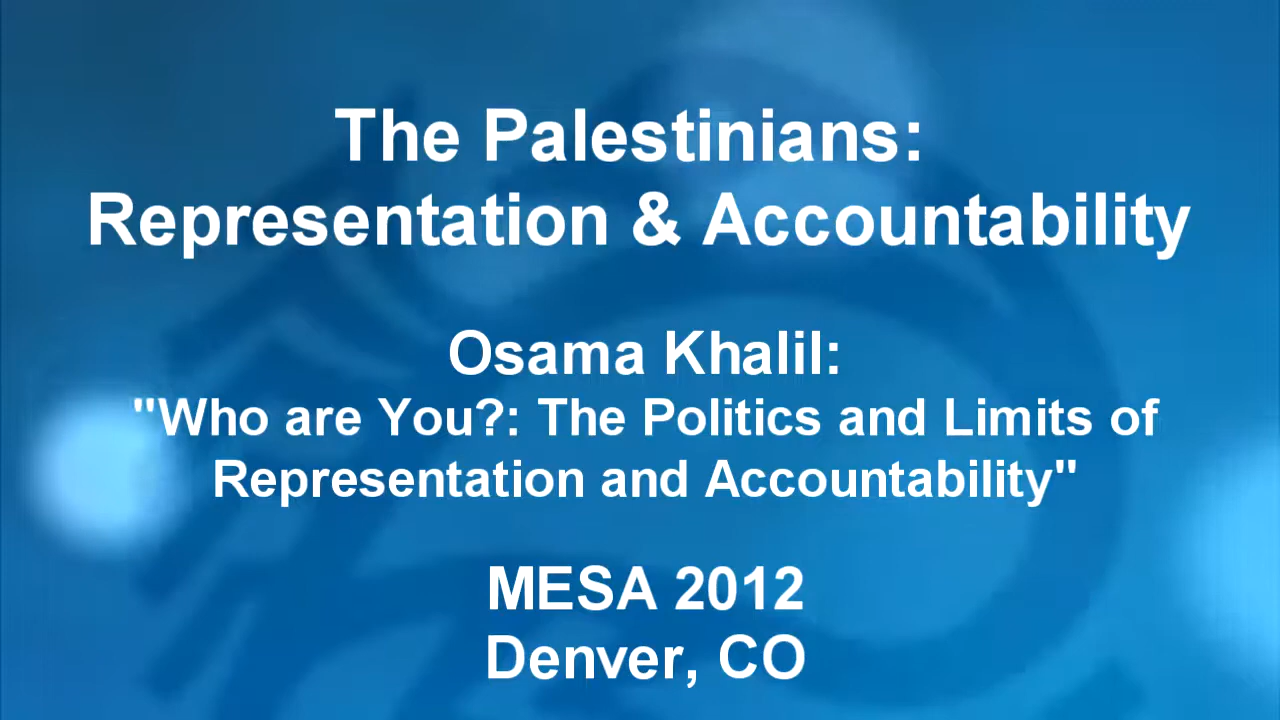 The Palestinians:
Representation & Accountability
Osama Khalil:
"Who are You?: The Politics and Limits of
Representation and Accountability"
MESA 2012
Denver, CO